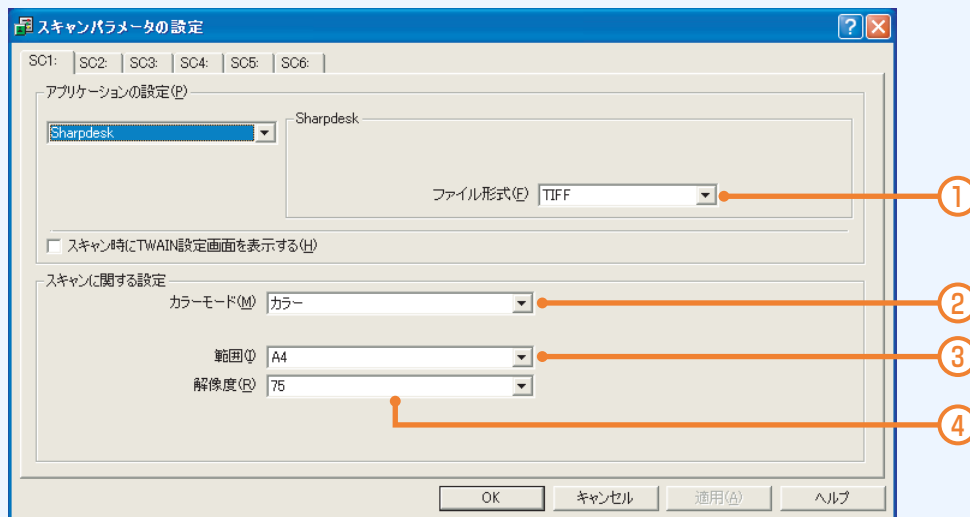 スキャンパラメータの設定
SC1: SC2: SC3: SC4: SC5: SC6:
アプリケーションの設定(P)
Sharpdesk
Sharpdesk
ファイル形式(F) TIFF
①
スキャン時にTWAIN設定画面を表示する(H)
スキャンに関する設定
カラーモード(M) カラー
②
範囲(I) A4
③
解像度(R) 75
④
OK キャンセル 適用(A) ヘルプ